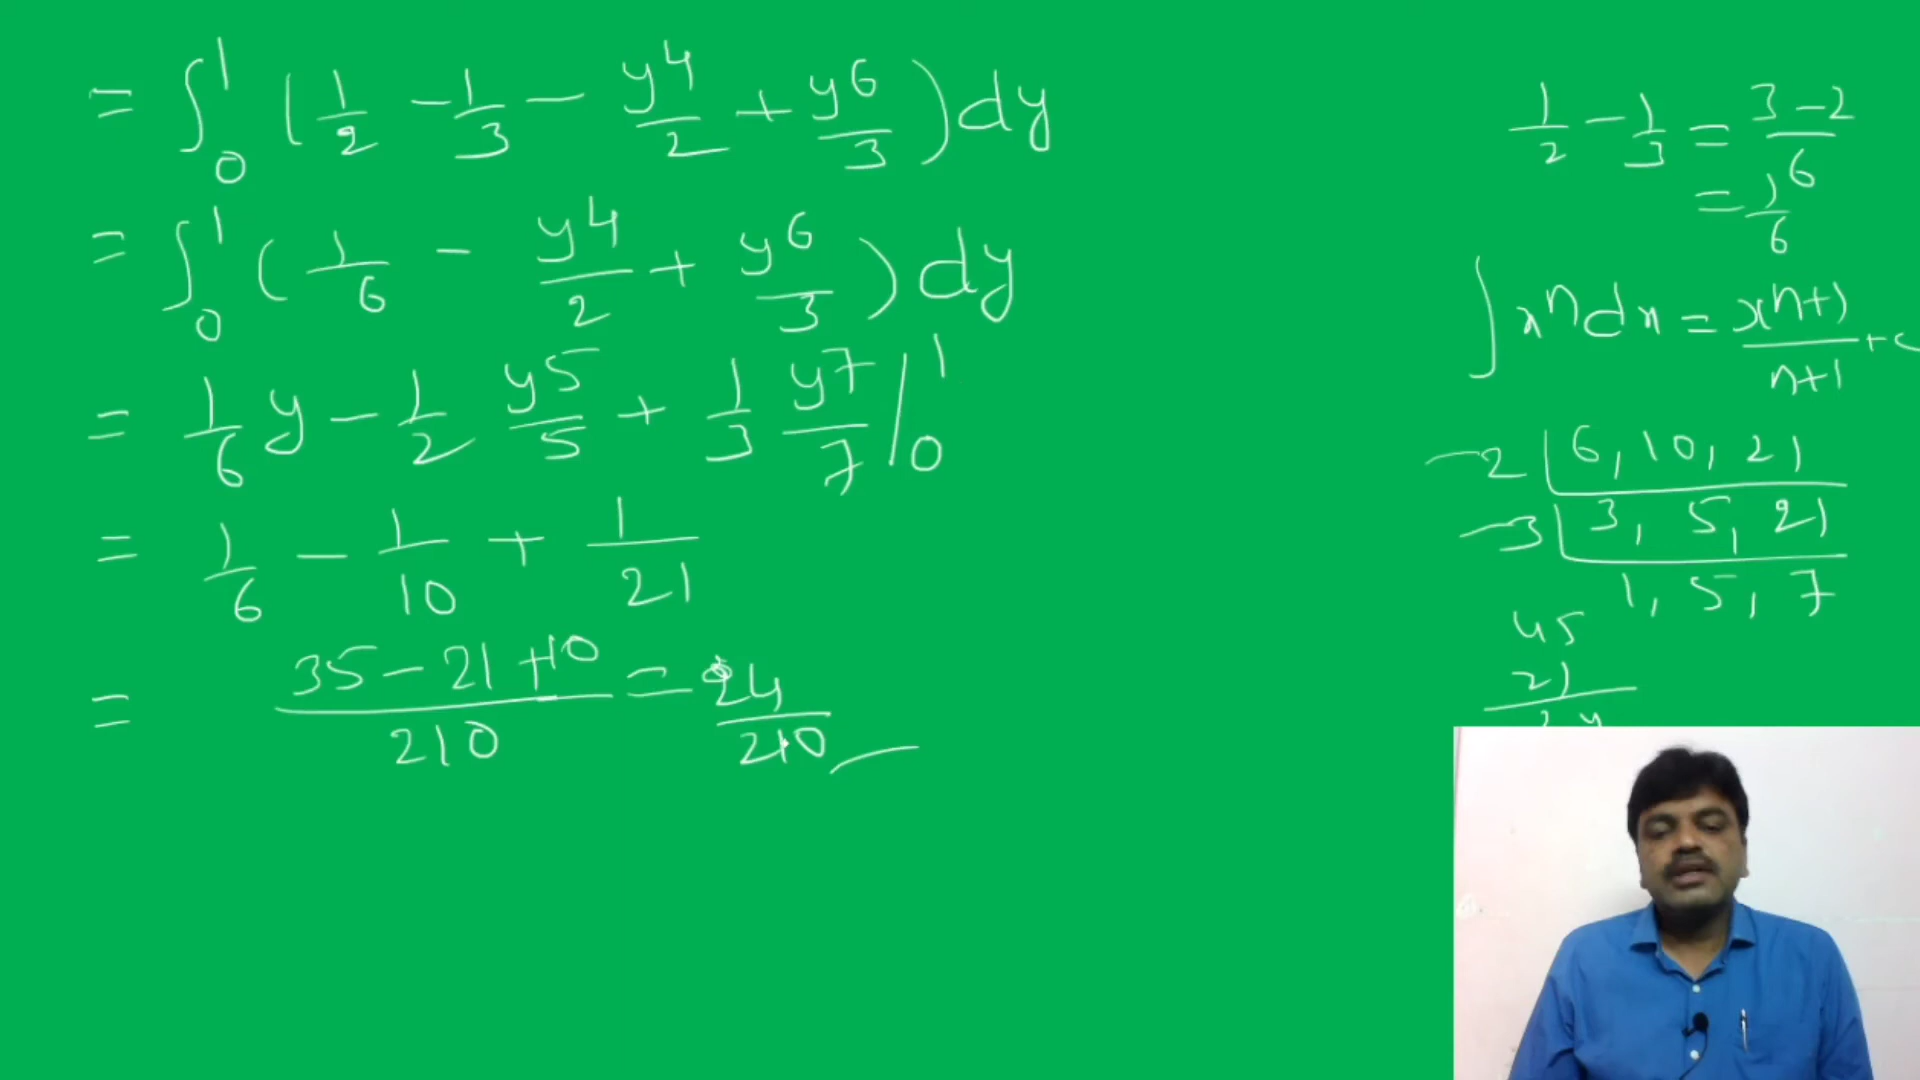 = ∫₀¹ (1/2 - 1/3 - y4/2 + y6/3) dy
= ∫₀¹ (1/6 - y4/2 + y6/3) dy
= 1/6 y - 1/2 y5/5 + 1/3 y7/7 /₀¹
= 1/6 - 1/10 + 1/21
= 35-21+10/210 = 24/210
1/2 - 1/3 = 3-2/6
= 1/6
∫ xⁿ dx = xn+1/n+1 + c
2 | 6, 10, 21
3 | 3, 5, 21
1, 5, 7
45
21
24